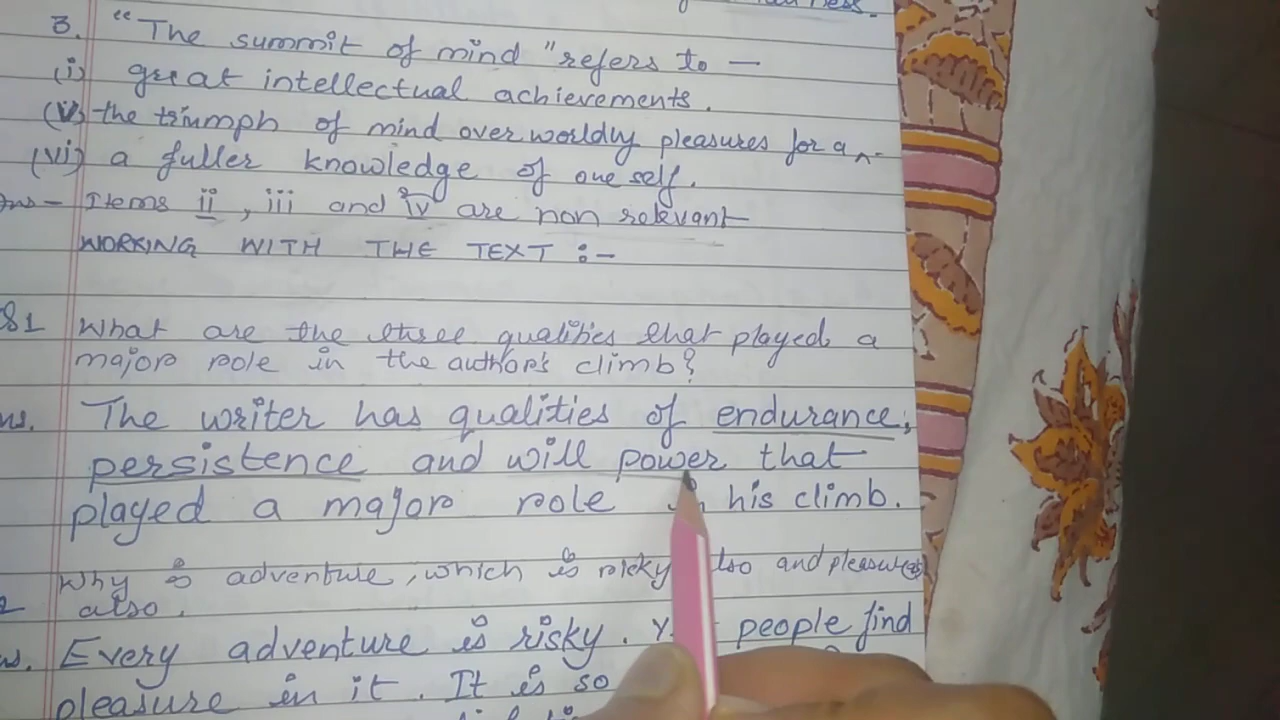 3. "The summit of mind" refers to —
(i) great intellectual achievements.
(v) the triumph of mind over worldly pleasures for a
(vi) a fuller knowledge of oneself.
Ans - Items ii, iii and iv are non relevant
WORKING WITH THE TEXT :-
Q1 What are the three qualities that played a
major role in the author's climb?
Ans. The writer has qualities of endurance,
persistence and will power that
played a major role in his climb.
Why is adventure, which is risky also and
also.
Every adventure is risky. people find
pleasure in it. It is so